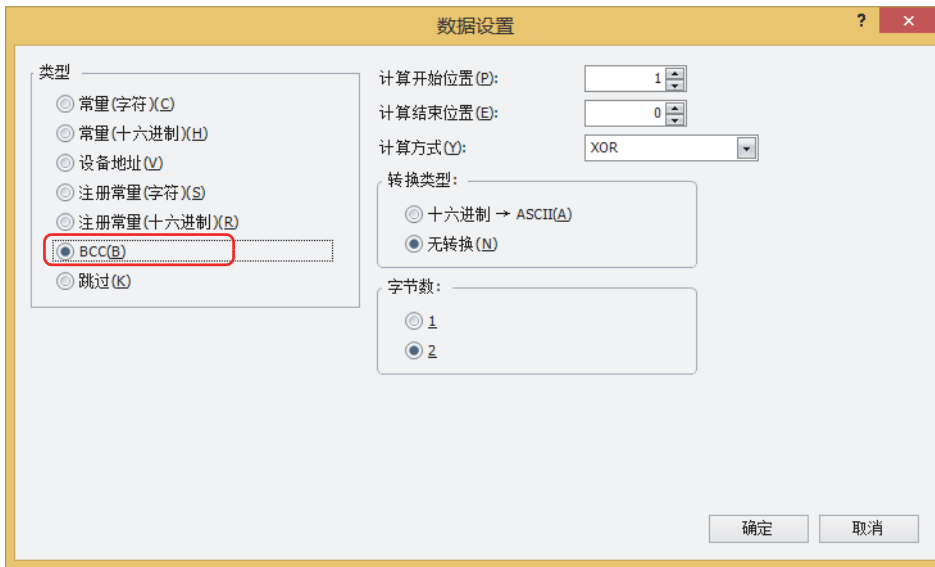 数据设置
?
类型
常量(字符)(C)
常量(十六进制)(H)
设备地址(V)
注册常量(字符)(S)
注册常量(十六进制)(R)
BCC(B)
跳过(K)
计算开始位置(P): 1
计算结束位置(E): 0
计算方式(Y): XOR
转换类型:
十六进制 → ASCII(A)
无转换(N)
字节数:
1
2
确定 取消